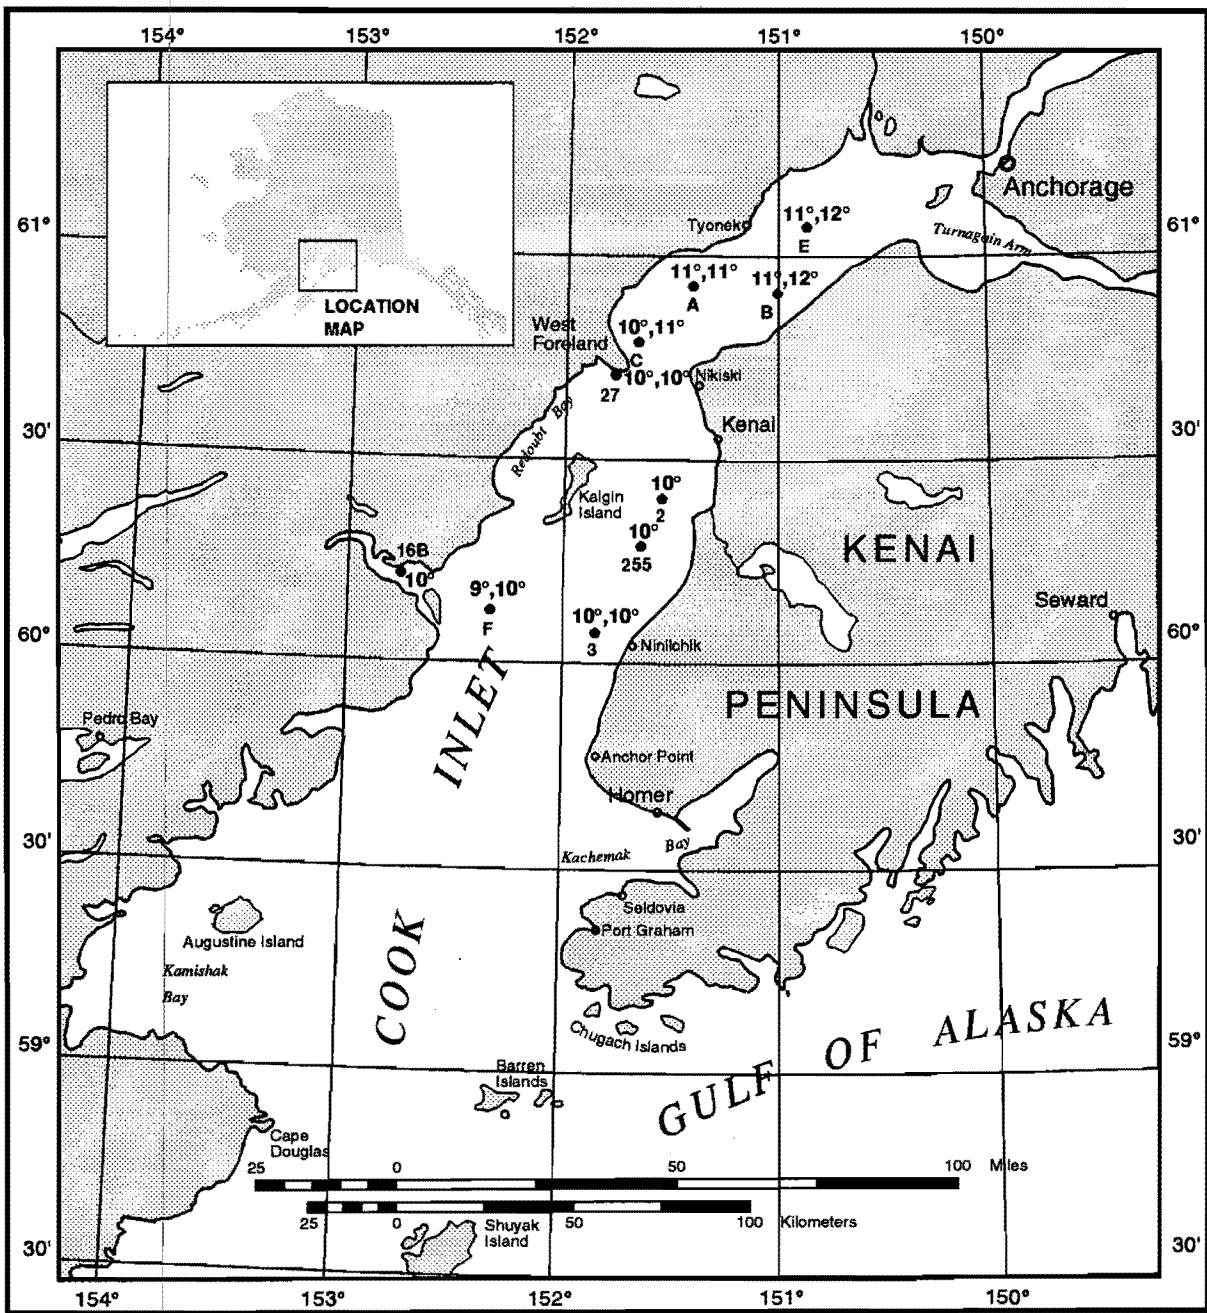 154°
153°
152°
151°
150°
Anchorage
61°
Tyonek
11°,12°
E
Turnagain Arm
61°
11°,11°
A
11°,12°
B
LOCATION
MAP
West
Foreland
10°,11°
C
27
10°,10°
Nikiski
30'
Redoubt Bay
Kenai
30'
Kalgin
Island
10°
2
10°
255
KENAI
16B
10°
9°,10°
F
10°,10°
3
Ninilchik
Seward
60°
60°
PENINSULA
Pedro Bay
COOK INLET
Anchor Point
Homer
30'
Kachemak Bay
30'
Seldovia
Port Graham
Augustine Island
Kamishak
Bay
Chugach Islands
GULF OF ALASKA
59°
59°
Barren
Islands
Cape
Douglas
25 0 50 100 Miles
25 0 50 100 Kilometers
Shuyak
Island
30'
30'
154°
153°
152°
151°
150°